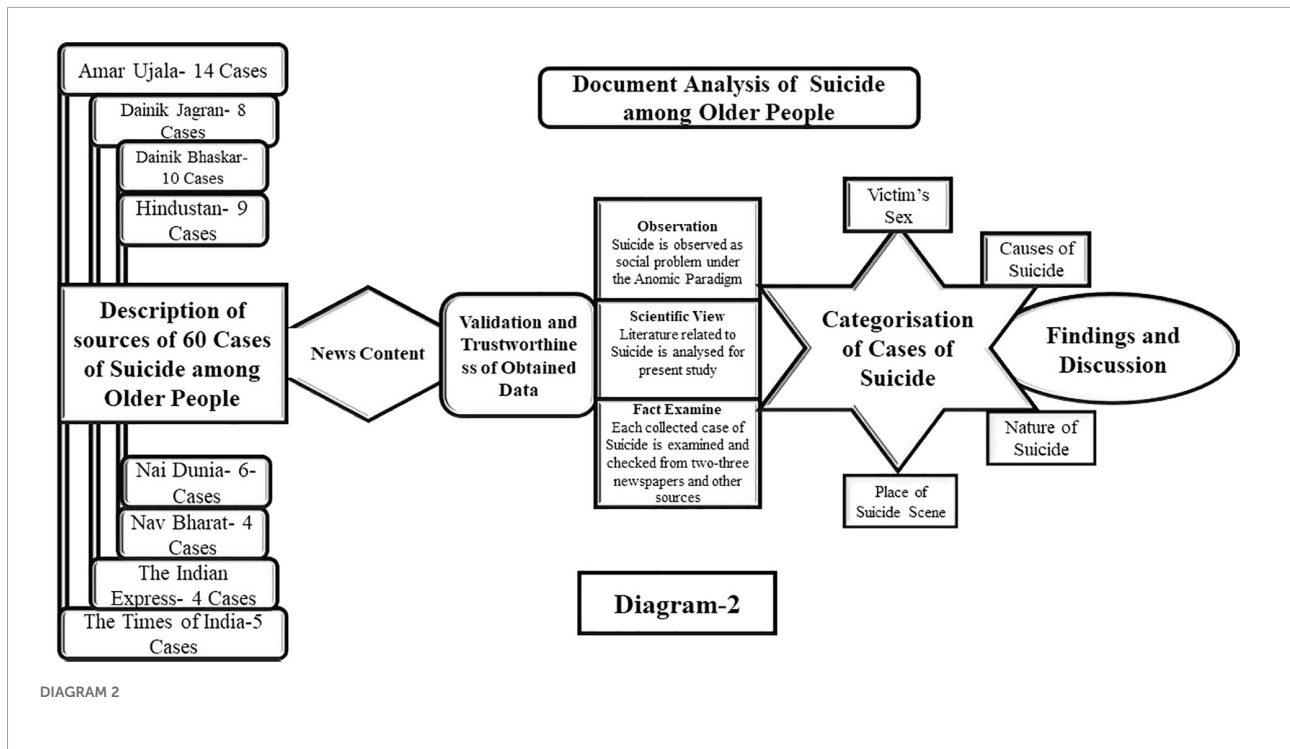 Amar Ujala- 14 Cases
Dainik Jagran- 8
Cases
Dainik Bhaskar-
10 Cases
Hindustan- 9
Cases
Description of
sources of 60 Cases
of Suicide among
Older People
Nai Dunia- 6-
Cases
Nav Bharat- 4
Cases
The Indian
Express- 4 Cases
The Times of India-5
Cases
News Content
Document Analysis of Suicide
among Older People
Validation and
Trustworthine
ss of Obtained
Data
Observation
Suicide is observed as
social problem under
the Anomic Paradigm
Scientific View
Literature related to
Suicide is analysed for
present study
Fact Examine
Each collected case of
Suicide is examined and
checked from two-three
newspapers and other
sources
Victim's
Sex
Causes of
Suicide
Categorisation
of Cases of
Suicide
Nature of
Suicide
Place of
Suicide Scene
Findings and
Discussion
Diagram-2
DIAGRAM 2